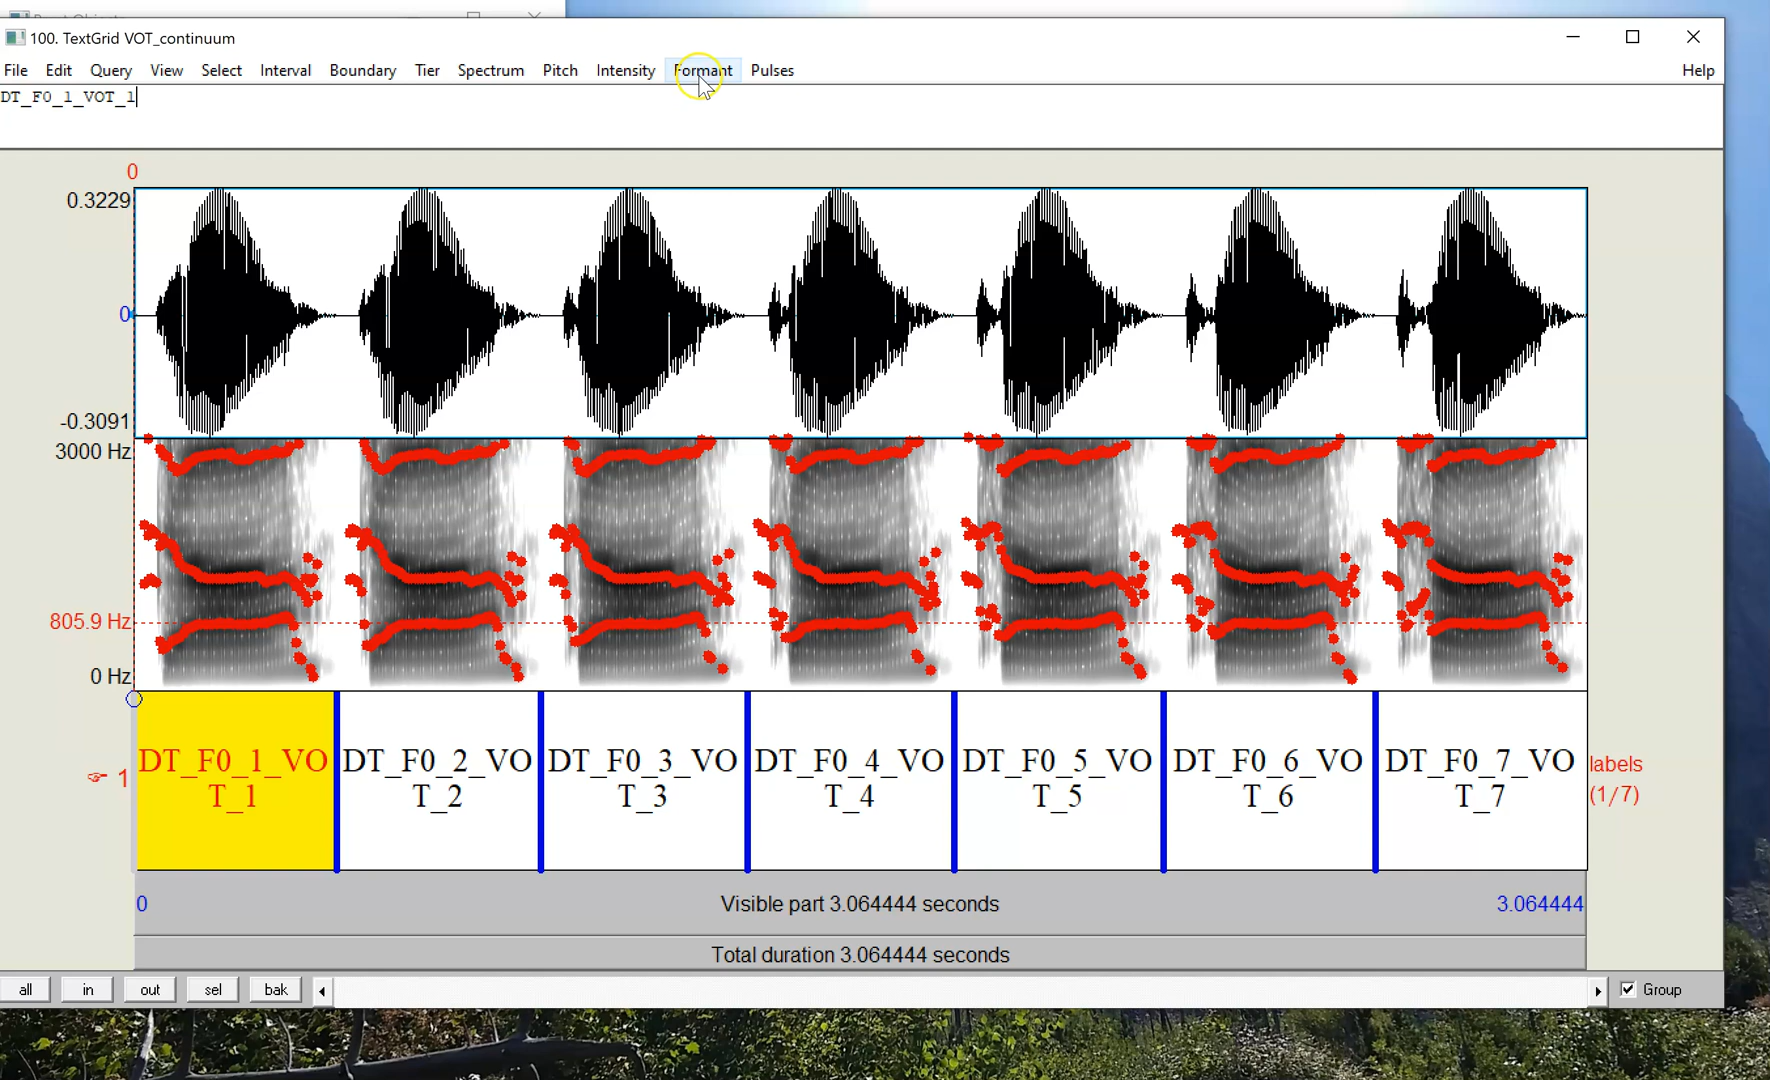 100. TextGrid VOT_continuum
File Edit Query View Select Interval Boundary Tier Spectrum Pitch Intensity Formant Pulses Help
DT_F0_1_VOT_1
0
0.3229
0
-0.3091
3000 Hz
805.9 Hz
0 Hz
DT_F0_1_VO
T_1
DT_F0_2_VO
T_2
DT_F0_3_VO
T_3
DT_F0_4_VO
T_4
DT_F0_5_VO
T_5
DT_F0_6_VO
T_6
DT_F0_7_VO
T_7
☞ 1
labels
(1/7)
0 Visible part 3.064444 seconds 3.064444
Total duration 3.064444 seconds
all in out sel bak Group